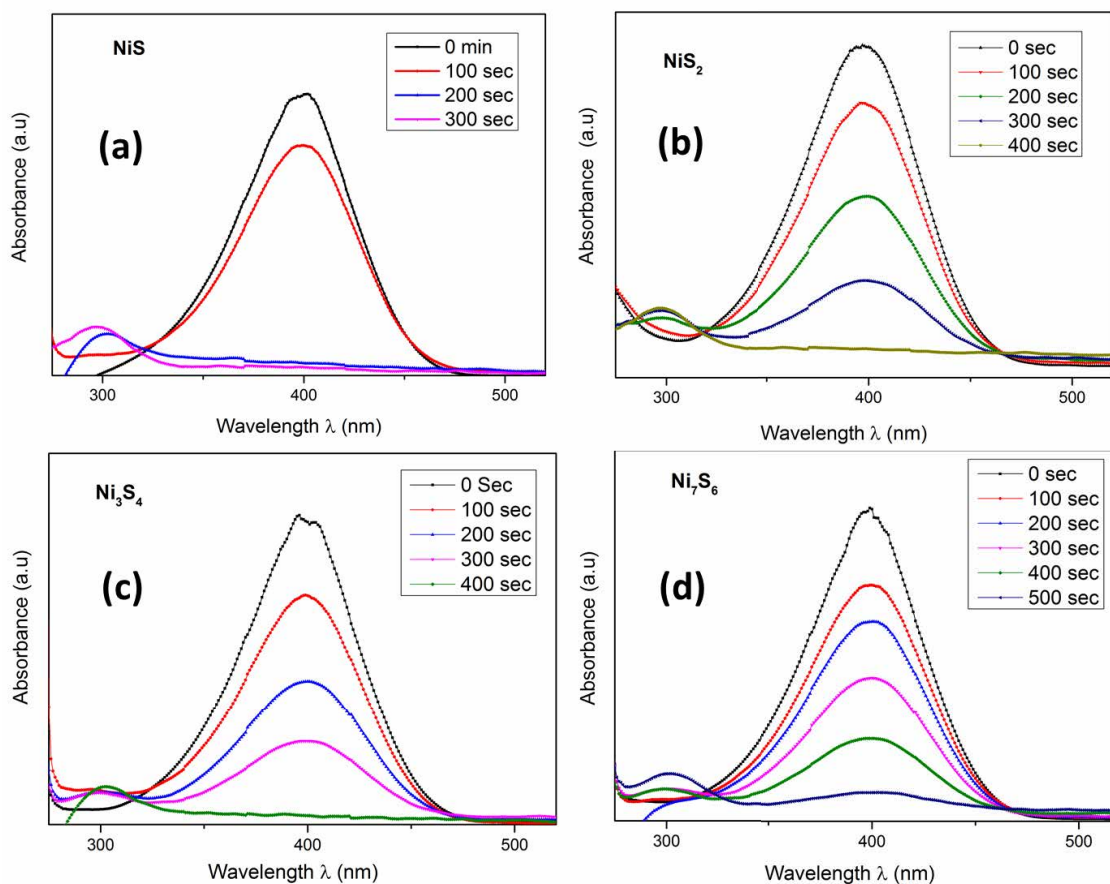 NiS
0 min
100 sec
200 sec
300 sec
(a)
Absorbance (a.u)
300
400
500
Wavelength λ (nm)
NiS₂
0 sec
100 sec
200 sec
300 sec
400 sec
(b)
Absorbance (a.u)
300
400
500
Wavelength λ (nm)
Ni₃S₄
0 Sec
100 sec
200 sec
300 sec
400 sec
(c)
Absorbance (a.u)
300
400
500
Wavelength λ (nm)
Ni₇S₆
0 sec
100 sec
200 sec
300 sec
400 sec
500 sec
(d)
Absorbance (a.u)
300
400
500
Wavelength λ (nm)